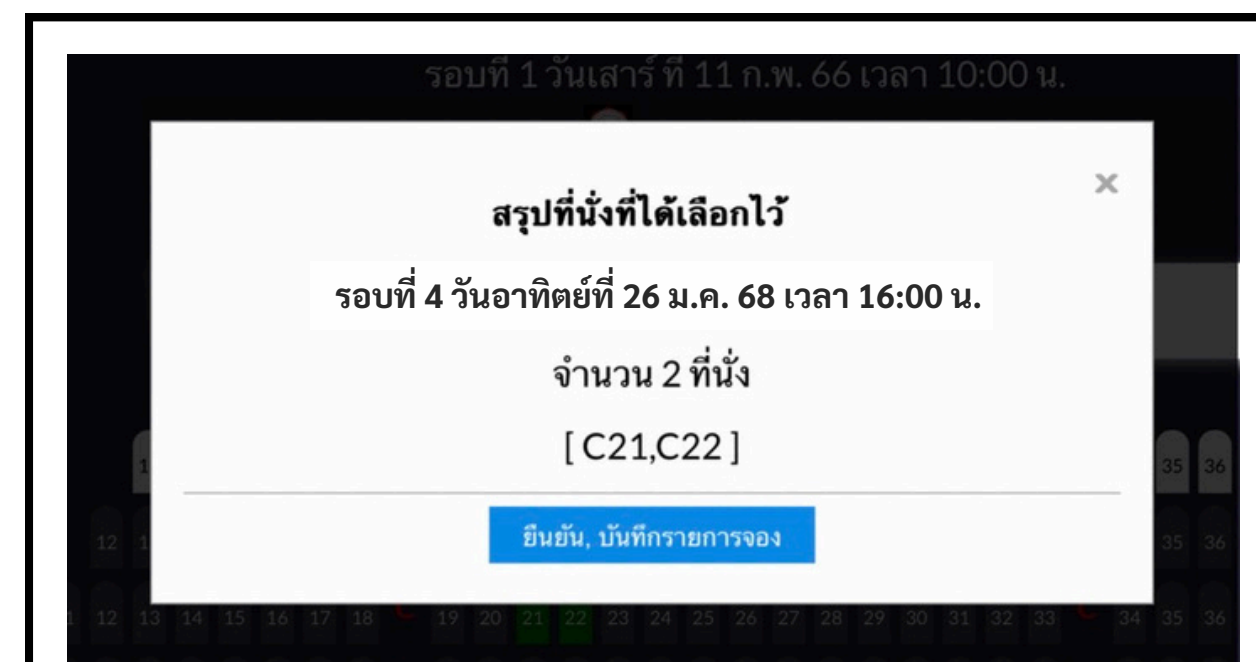 รอบที่ 1 วันเสาร์ ที่ 11 ก.พ. 66 เวลา 10:00 น.
×
สรุปที่นั่งที่ได้เลือกไว้
รอบที่ 4 วันอาทิตย์ที่ 26 ม.ค. 68 เวลา 16:00 น.
จำนวน 2 ที่นั่ง
[ C21,C22 ]
35 36
ยืนยัน, บันทึกรายการจอง
12 35 36
12 13 14 15 16 17 18 C 19 20 21 22 23 24 25 26 27 28 29 30 31 32 33 C 34 35 36